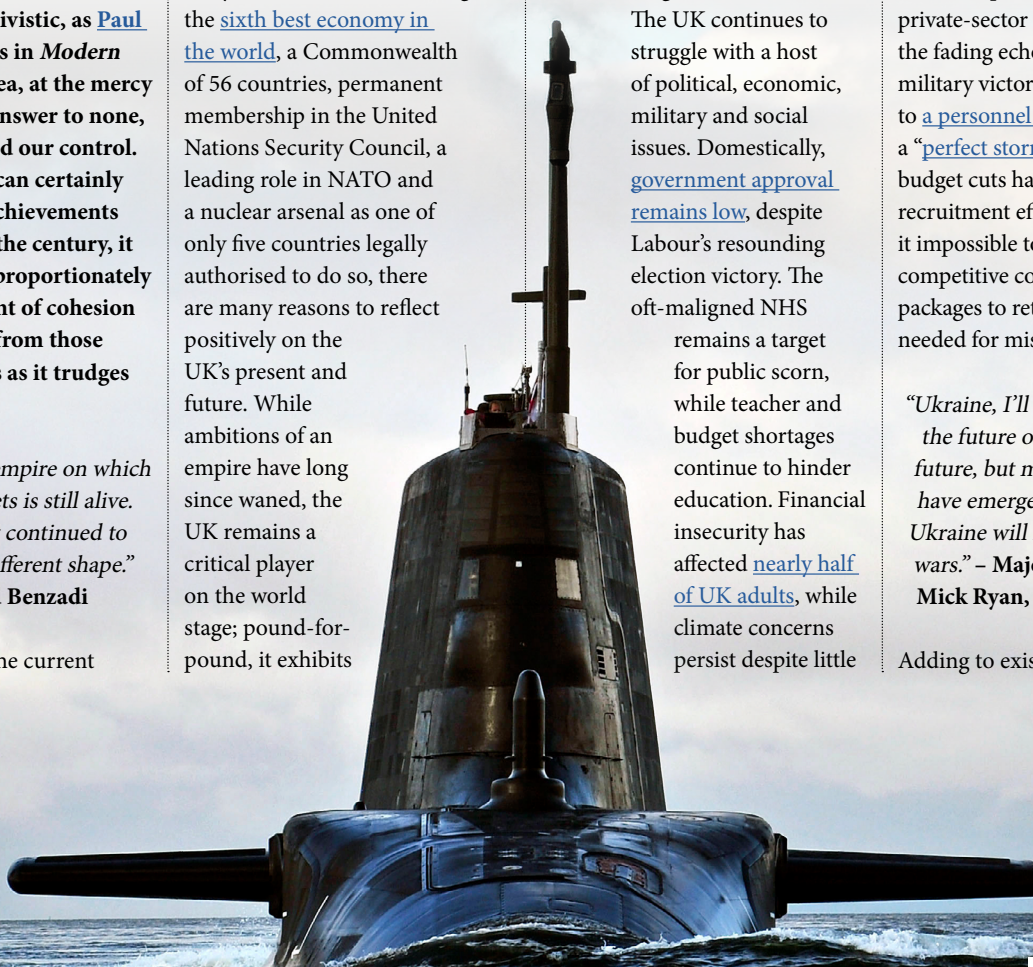 ivistic, as Paul
s in Modern
ea, at the mercy
nswer to none,
d our control.
can certainly
chievements
the century, it
proportionately
nt of cohesion
from those
s as it trudges
empire on which
ets is still alive.
continued to
fferent shape.”
Benzadi
he current
the sixth best economy in
the world, a Commonwealth
of 56 countries, permanent
membership in the United
Nations Security Council, a
leading role in NATO and
a nuclear arsenal as one of
only five countries legally
authorised to do so, there
are many reasons to reflect
positively on the
UK’s present and
future. While
ambitions of an
empire have long
since waned, the
UK remains a
critical player
on the world
stage; pound-for-
pound, it exhibits
The UK continues to
struggle with a host
of political, economic,
military and social
issues. Domestically,
government approval
remains low, despite
Labour’s resounding
election victory. The
oft-maligned NHS
remains a target
for public scorn,
while teacher and
budget shortages
continue to hinder
education. Financial
insecurity has
affected nearly half
of UK adults, while
climate concerns
persist despite little
private-sector
the fading echo
military victor
to a personnel
a “perfect storm
budget cuts ha
recruitment ef
it impossible to
competitive co
packages to ret
needed for mis
“Ukraine, I’ll
the future o
future, but m
have emerge
Ukraine will
wars.” – Majo
Mick Ryan,
Adding to exis